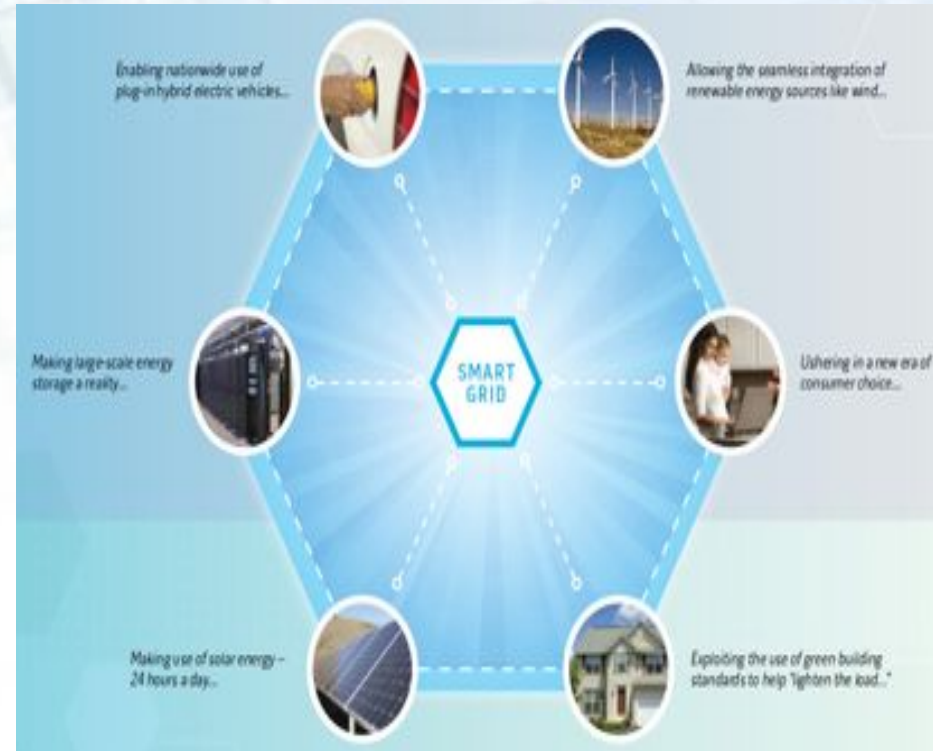 Enabling nationwide use of
plug-in hybrid electric vehicles...
Allowing the seamless integration of
renewable energy sources like wind...
Making large-scale energy
storage a reality...
SMART
GRID
Ushering in a new era of
consumer choice...
Making use of solar energy –
24 hours a day...
Exploiting the use of green building
standards to help "lighten the load..."